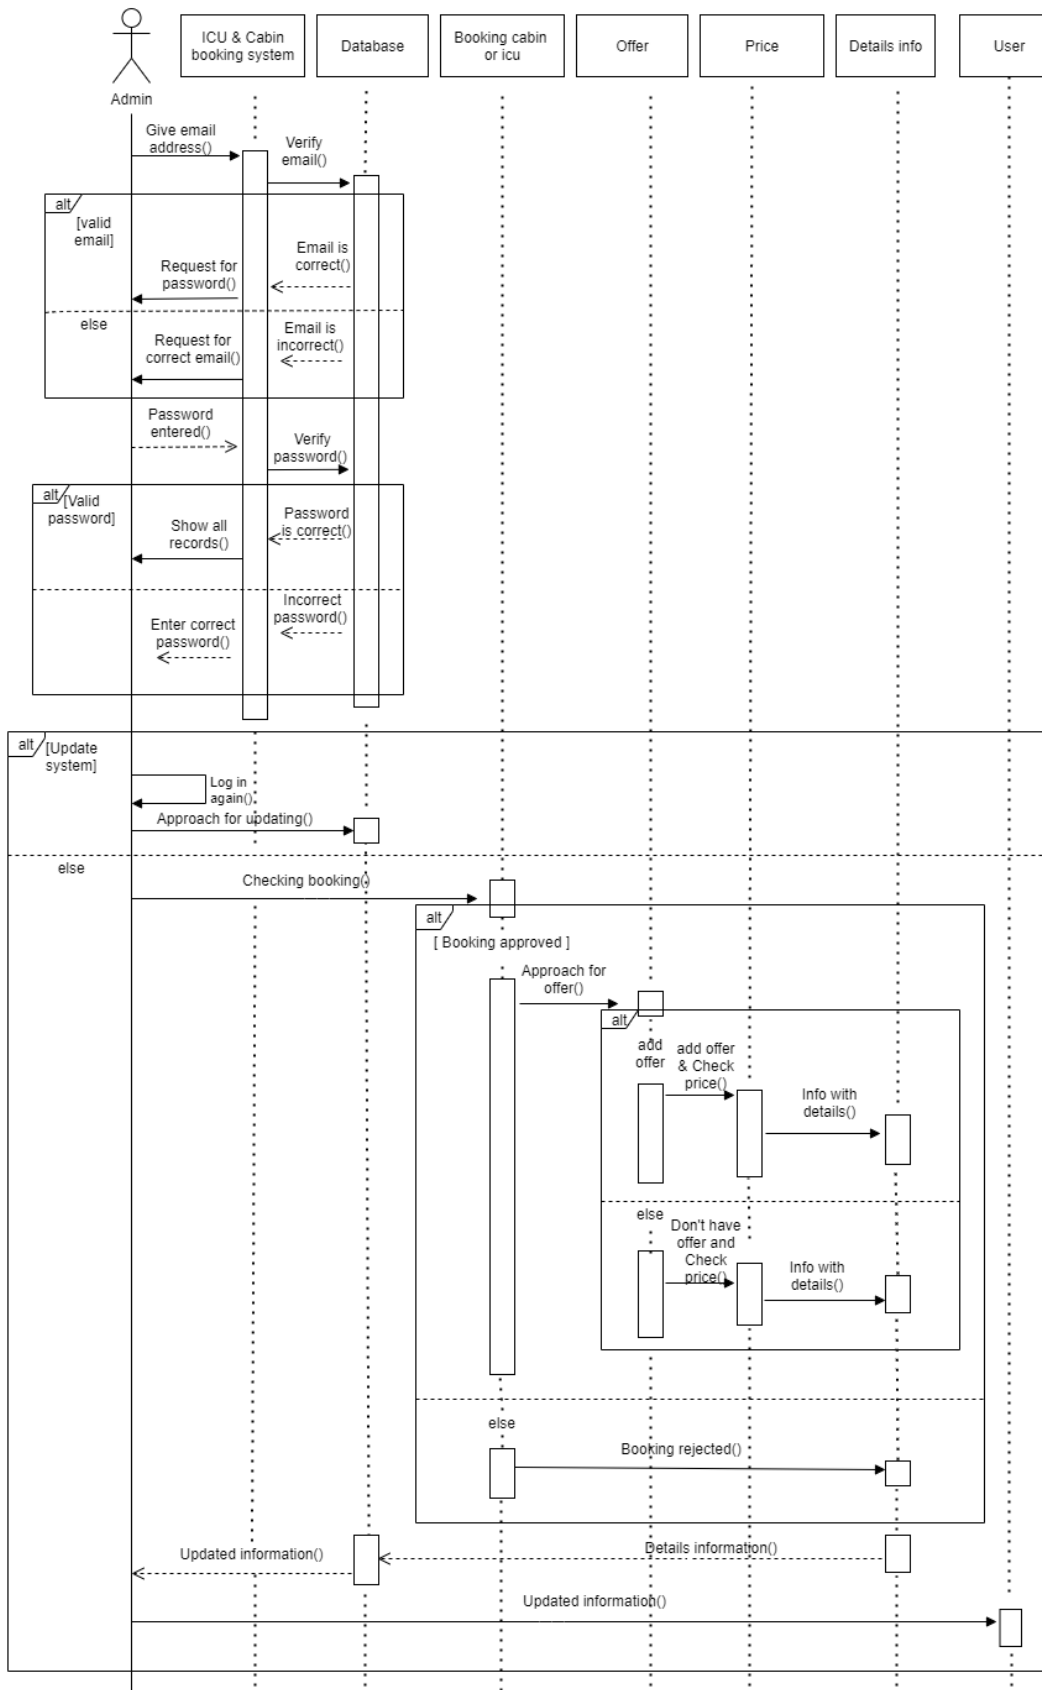 ICU & Cabin
booking system
Database
Booking cabin
or icu
Offer
Price
Details info
User
Admin
Give email
address()
Verify
email()
alt
[valid
email]
Email is
correct()
Request for
password()
else
Email is
incorrect()
Request for
correct email()
Password
entered()
Verify
password()
alt
[Valid
password]
Password
is correct()
Show all
records()
Incorrect
password()
Enter correct
password()
alt
[Update
system]
Log in
again()
Approach for updating()
else
Checking booking()
alt
[ Booking approved ]
Approach for
offer()
alt
add
offer
add offer
& Check
price()
Info with
details()
else
Don't have
offer and
Check
price()
Info with
details()
else
Booking rejected()
Details information()
Updated information()
Updated information()